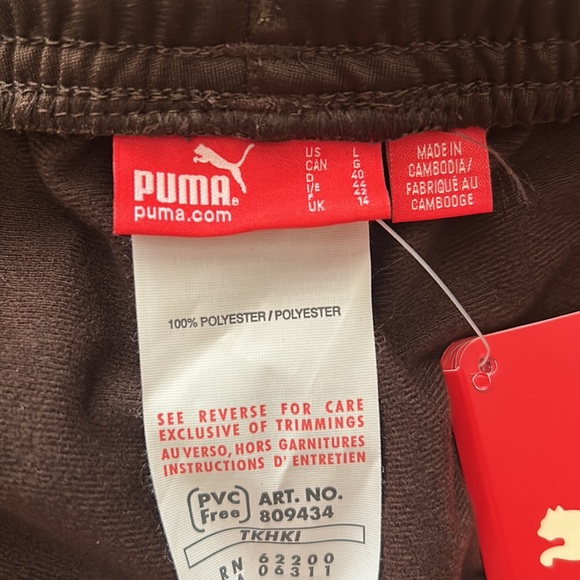 PUMA®
puma.com
US L
CAN. G
D 40
I/E 44
F 42
UK 14
MADE IN
CAMBODIA/
FABRIQUÉ AU
CAMBODGE
100% POLYESTER / POLYESTER
SEE REVERSE FOR CARE
EXCLUSIVE OF TRIMMINGS
AU VERSO, HORS GARNITURES
INSTRUCTIONS D' ENTRETIEN
(PVC Free) ART. NO.
809434
TKHKI
RN 62200
06311